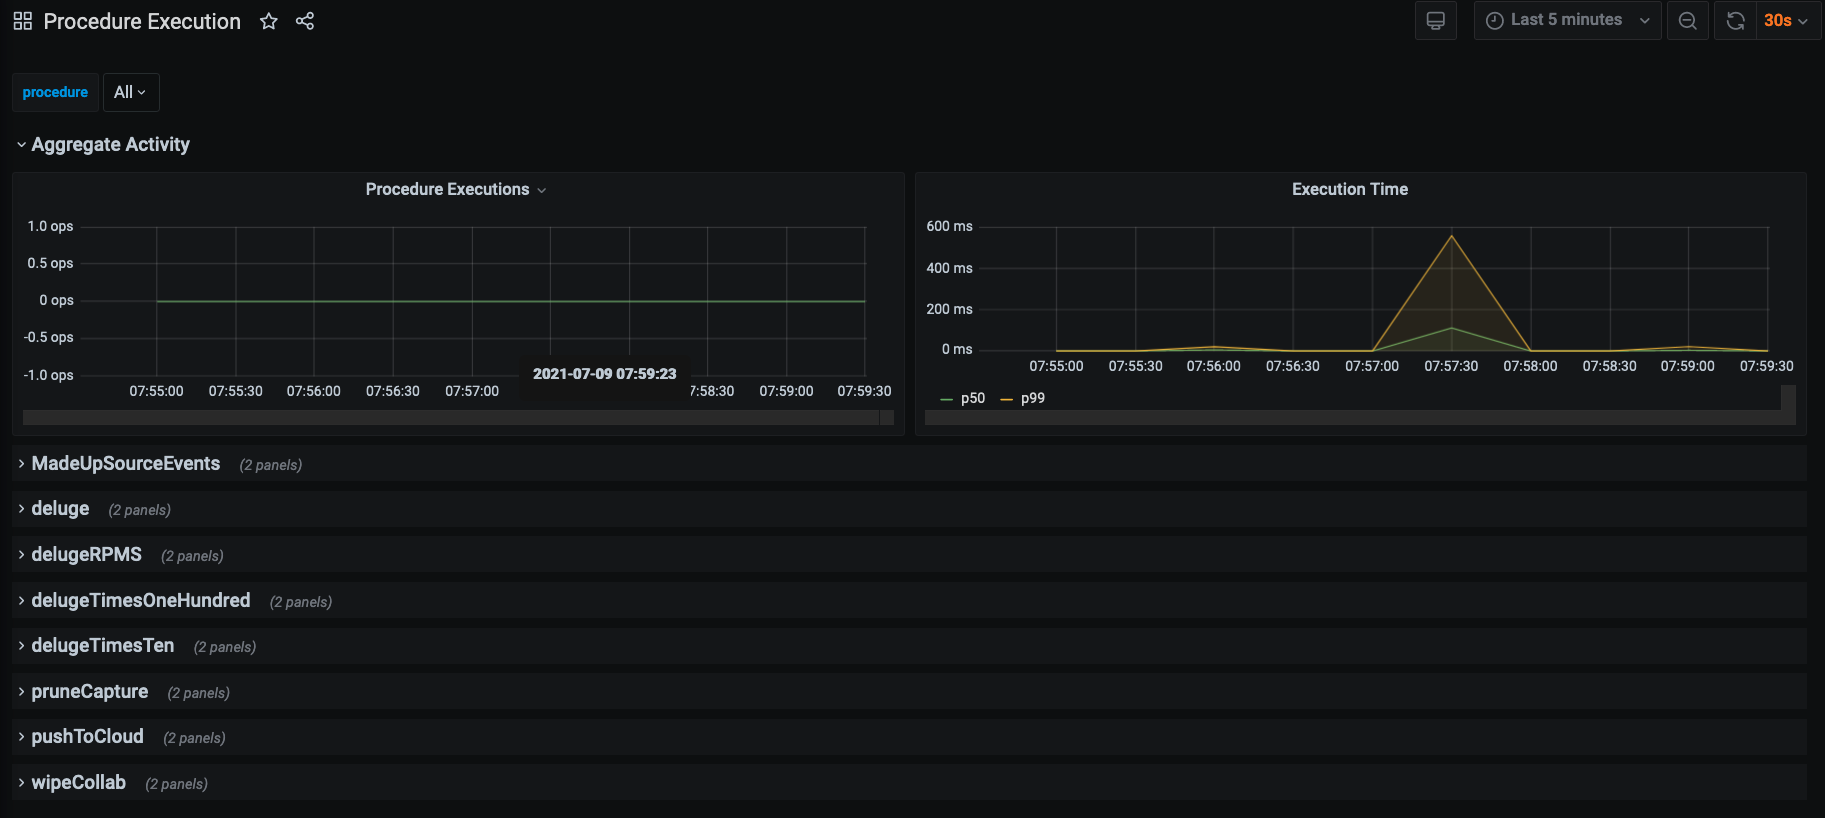 Procedure Execution
Last 5 minutes
30s
procedure
All
Aggregate Activity
Procedure Executions
1.0 ops
0.5 ops
0 ops
-0.5 ops
-1.0 ops
07:55:00 07:55:30 07:56:00 07:56:30 07:57:00 7:58:30 07:59:00 07:59:30
2021-07-09 07:59:23
Execution Time
600 ms
400 ms
200 ms
0 ms
07:55:00 07:55:30 07:56:00 07:56:30 07:57:00 07:57:30 07:58:00 07:58:30 07:59:00 07:59:30
p50 p99
MadeUpSourceEvents (2 panels)
deluge (2 panels)
delugeRPMS (2 panels)
delugeTimesOneHundred (2 panels)
delugeTimesTen (2 panels)
pruneCapture (2 panels)
pushToCloud (2 panels)
wipeCollab (2 panels)